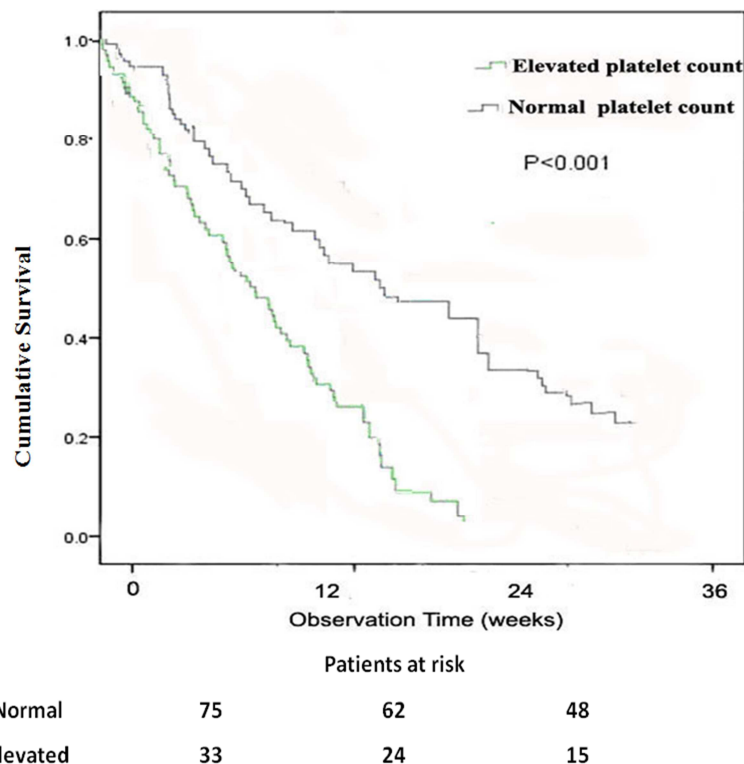 1.0
Elevated platelet count
Normal platelet count
0.8
P<0.001
0.6
Cumulative Survival
0.4
0.2
0.0
0 12 24 36
Observation Time (weeks)
Patients at risk
Normal 75 62 48
levated 33 24 15